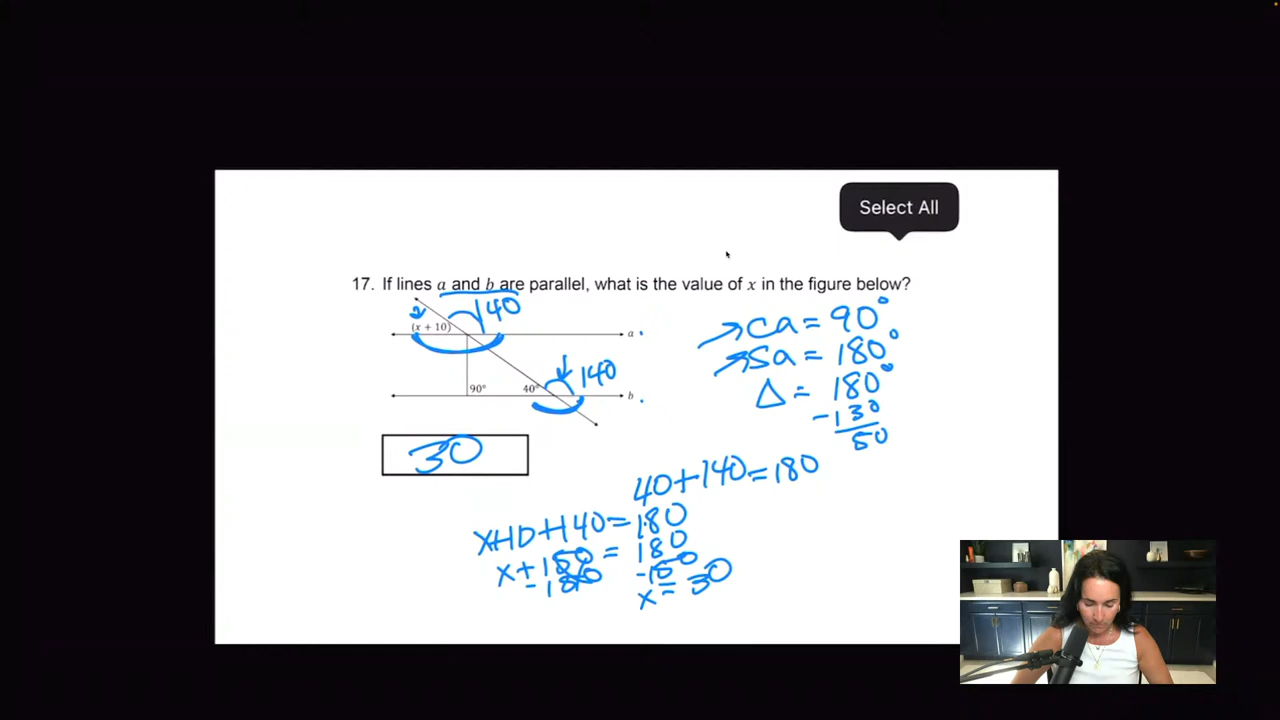 Select All
17. If lines a and b are parallel, what is the value of x in the figure below?
(x + 10)
140
a
90°
40°
140
b
30
Ca = 90°
Sa = 180°
Δ = 180°
-130
50
40+140=180
x+10+140=180
x+150=180
-150
x=30